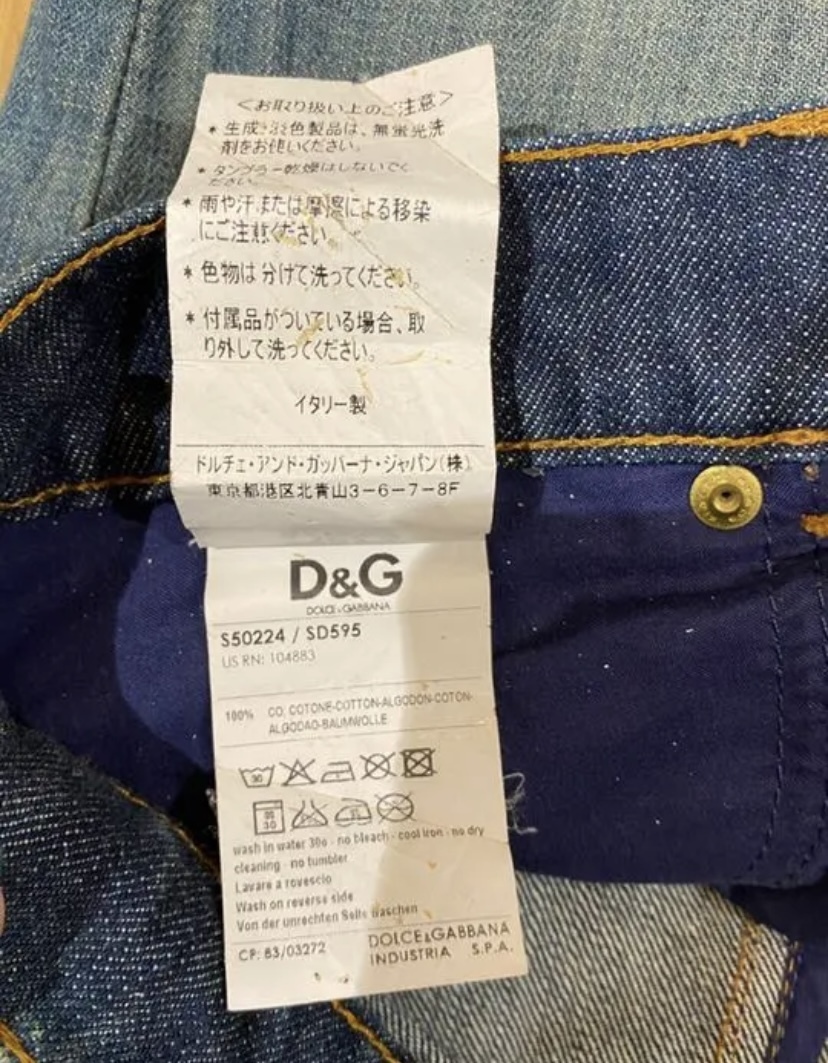 <お取り扱い上のご注意>
* 生成・淡色製品は、無蛍光洗
剤をお使いください。
* タンブラー乾燥はしないでく
ださい。
* 雨や汗または摩擦による移染
にご注意ください。
* 色物は分けて洗ってください。
* 付属品がついている場合、取
り外して洗ってください。
イタリー製
ドルチェ・アンド・ガッバーナ・ジャパン(株)
東京都港区北青山3-6-7-8F
D&G
DOLCE & GABBANA
S50224 / SD595
US RN: 104883
100% CO, COTONE-COTTON-ALGODON-COTON-
ALGODAO-BAUMWOLLE
30
30
wash in water 30o - no bleach - cool iron - no dry
cleaning - no tumbler
Lavare a rovescio
Wash on reverse side
Von der unrechten Seite waschen
CP: 83/03272
DOLCE&GABBANA
INDUSTRIA S.P.A.